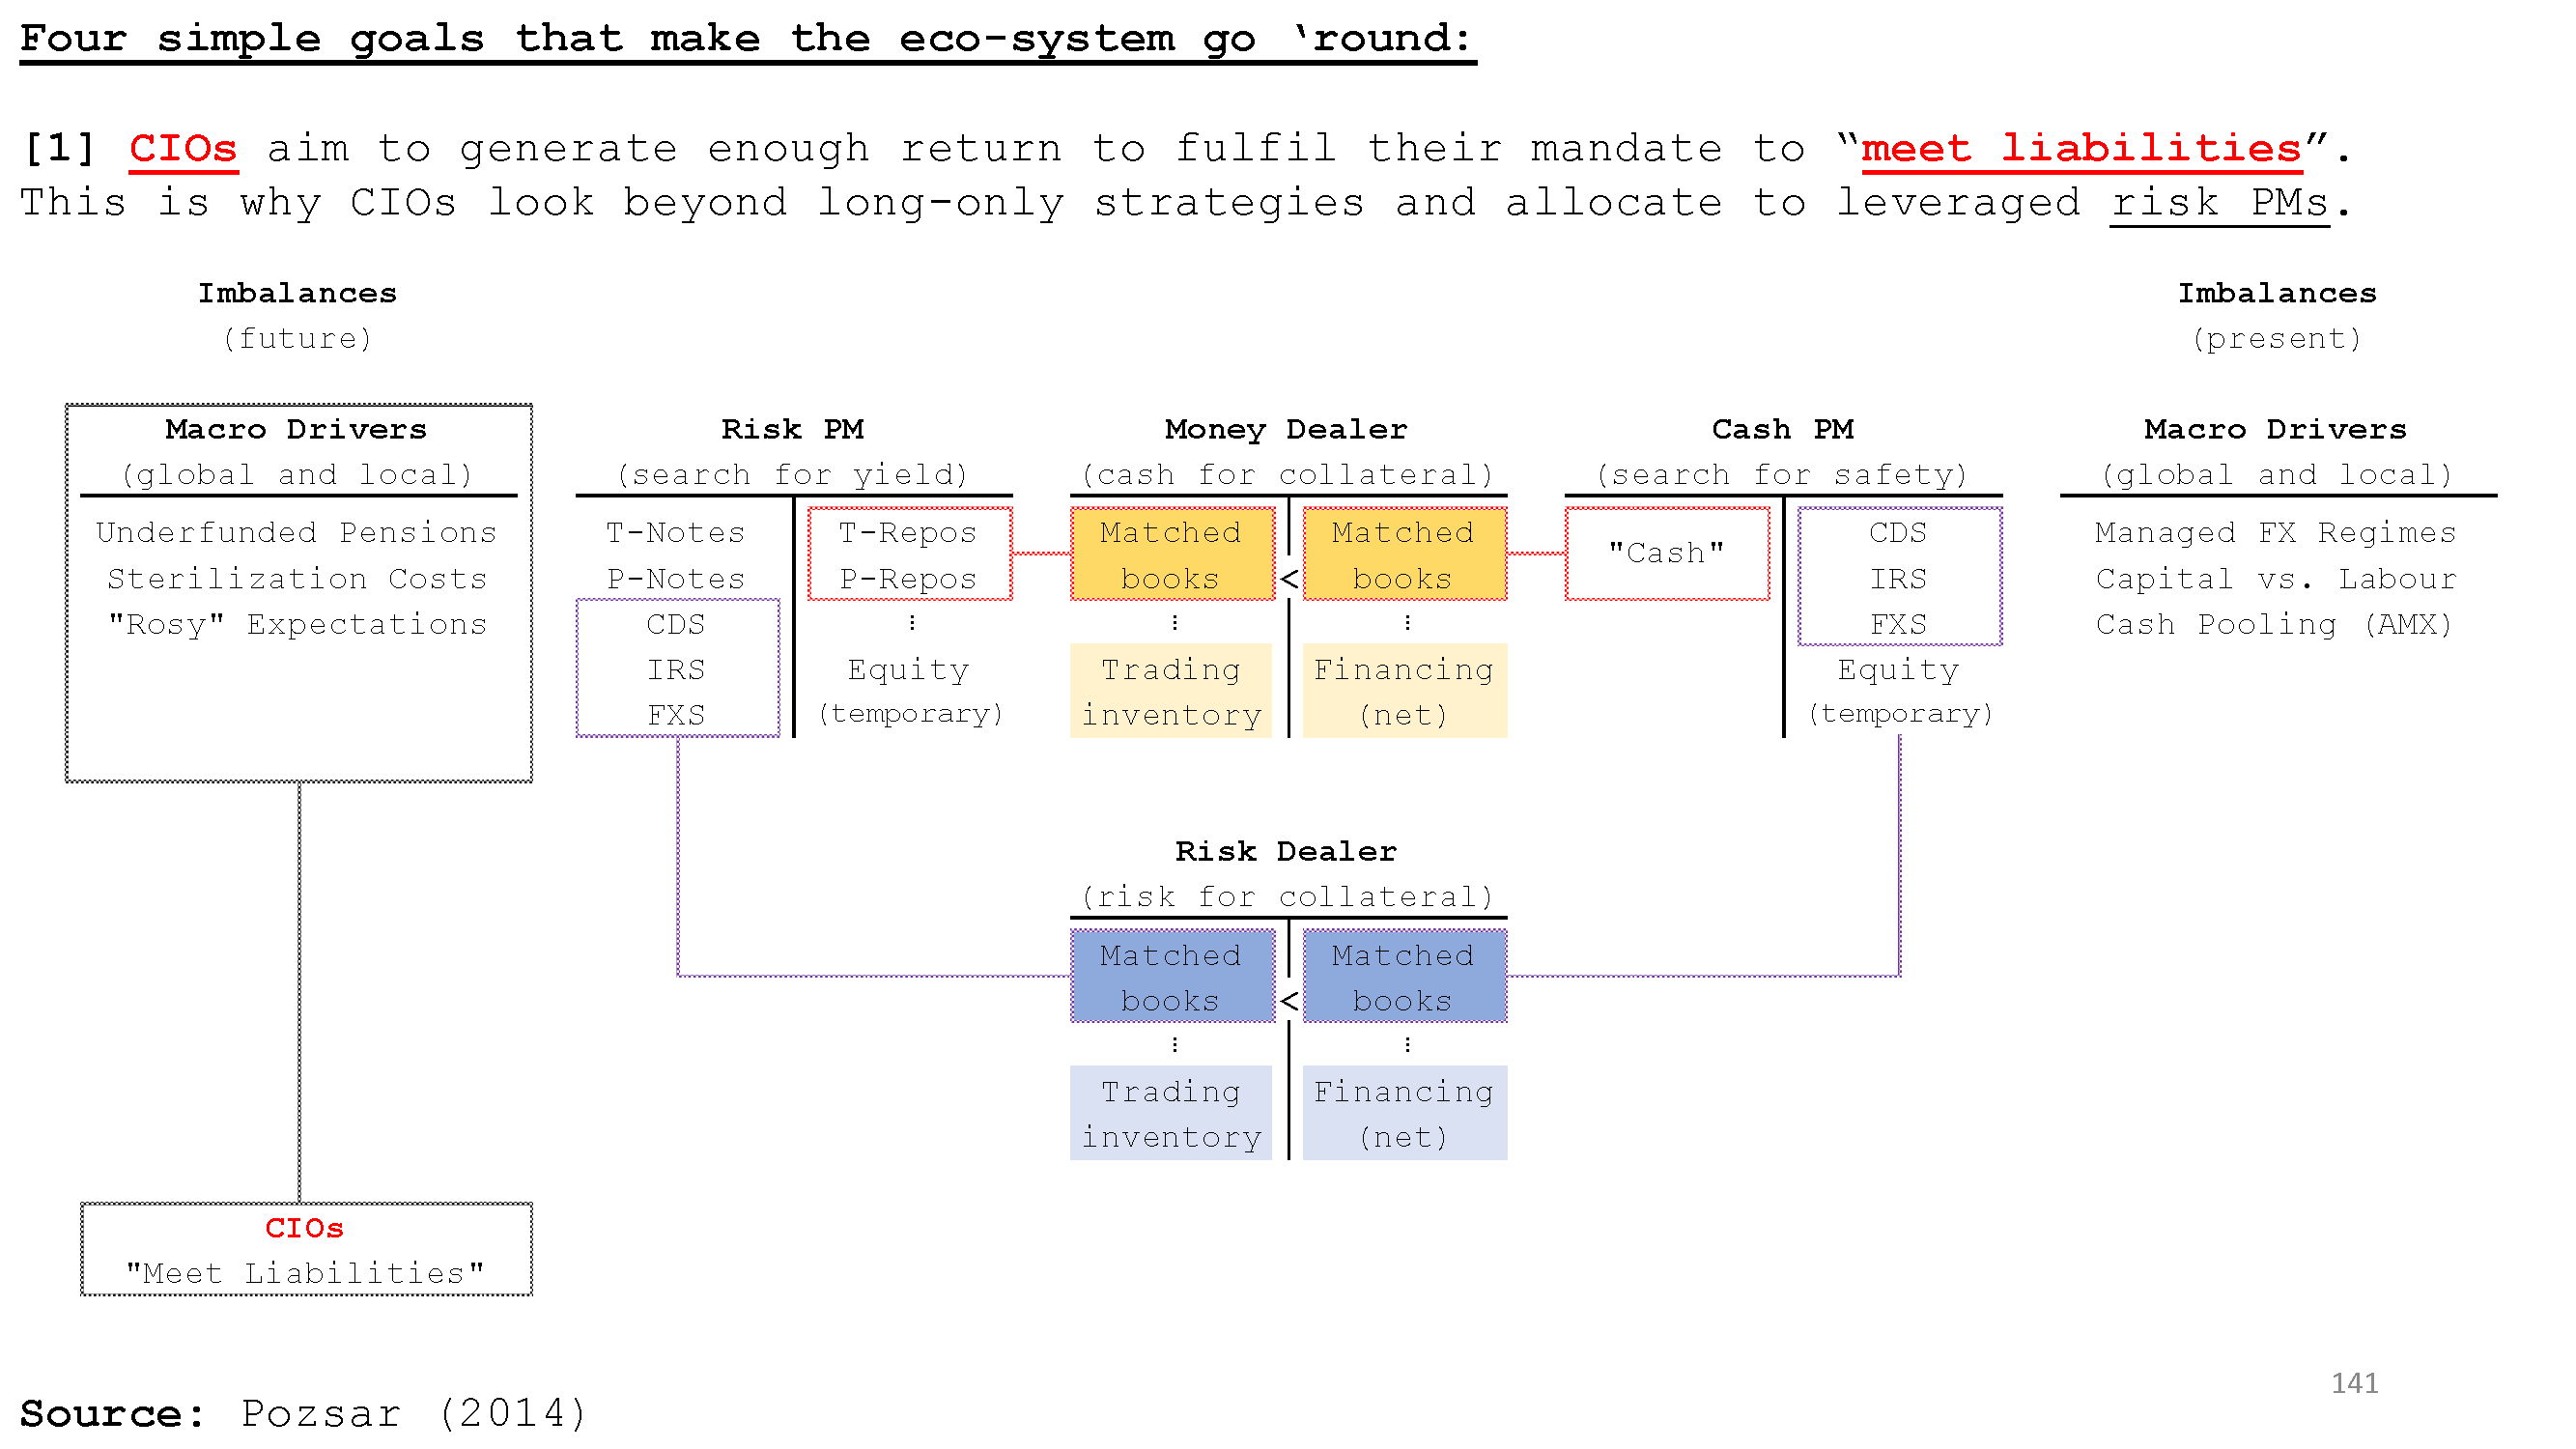 Four simple goals that make the eco-system go ‘round:
[1] CIOs aim to generate enough return to fulfil their mandate to “meet liabilities”.
This is why CIOs look beyond long-only strategies and allocate to leveraged risk PMs.
Imbalances
(future)
Imbalances
(present)
Macro Drivers
(global and local)
Underfunded Pensions
Sterilization Costs
"Rosy" Expectations
Risk PM
(search for yield)
T-Notes
P-Notes
CDS
IRS
FXS
T-Repos
P-Repos
⋮
Equity
(temporary)
Money Dealer
(cash for collateral)
Matched
books
⋮
Trading
inventory
<
Matched
books
⋮
Financing
(net)
Cash PM
(search for safety)
"Cash"
CDS
IRS
FXS
Equity
(temporary)
Macro Drivers
(global and local)
Managed FX Regimes
Capital vs. Labour
Cash Pooling (AMX)
Risk Dealer
(risk for collateral)
Matched
books
⋮
Trading
inventory
<
Matched
books
⋮
Financing
(net)
CIOs
"Meet Liabilities"
Source: Pozsar (2014)
141